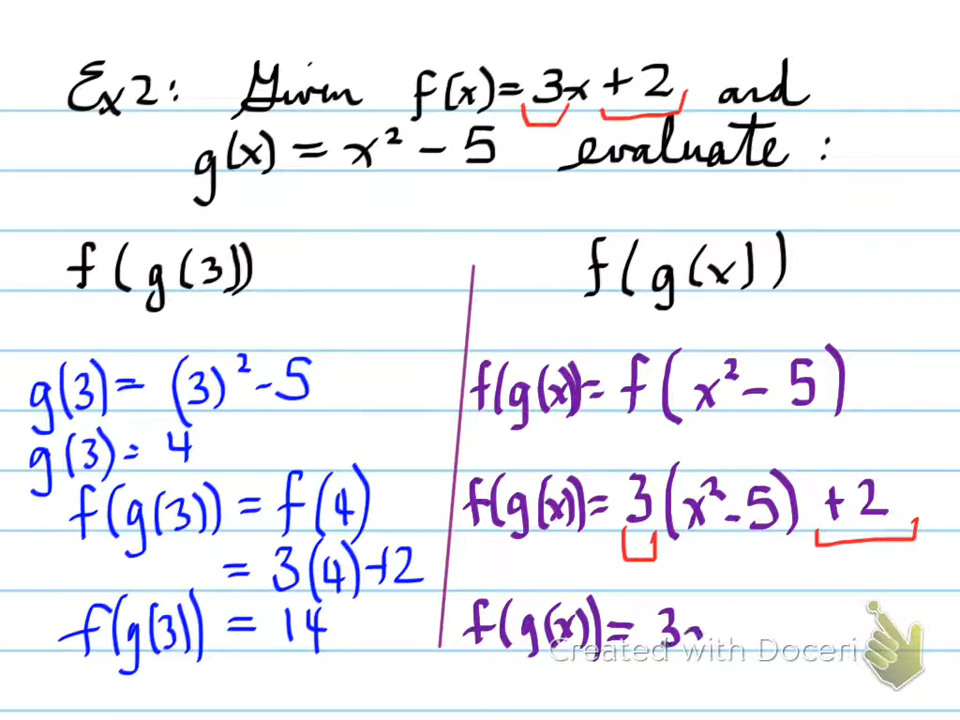 Ex2: Given f(x)= 3x + 2 and
g(x) = x² - 5 evaluate :
f(g(3))
g(3) = (3)² - 5
g(3) = 4
f(g(3)) = f(4)
= 3(4)+2
f(g(3)) = 14
f(g(x))
f(g(x)) = f(x² - 5)
f(g(x)) = 3(x²-5) + 2
f(g(x)) = 3x
Created with Doceri